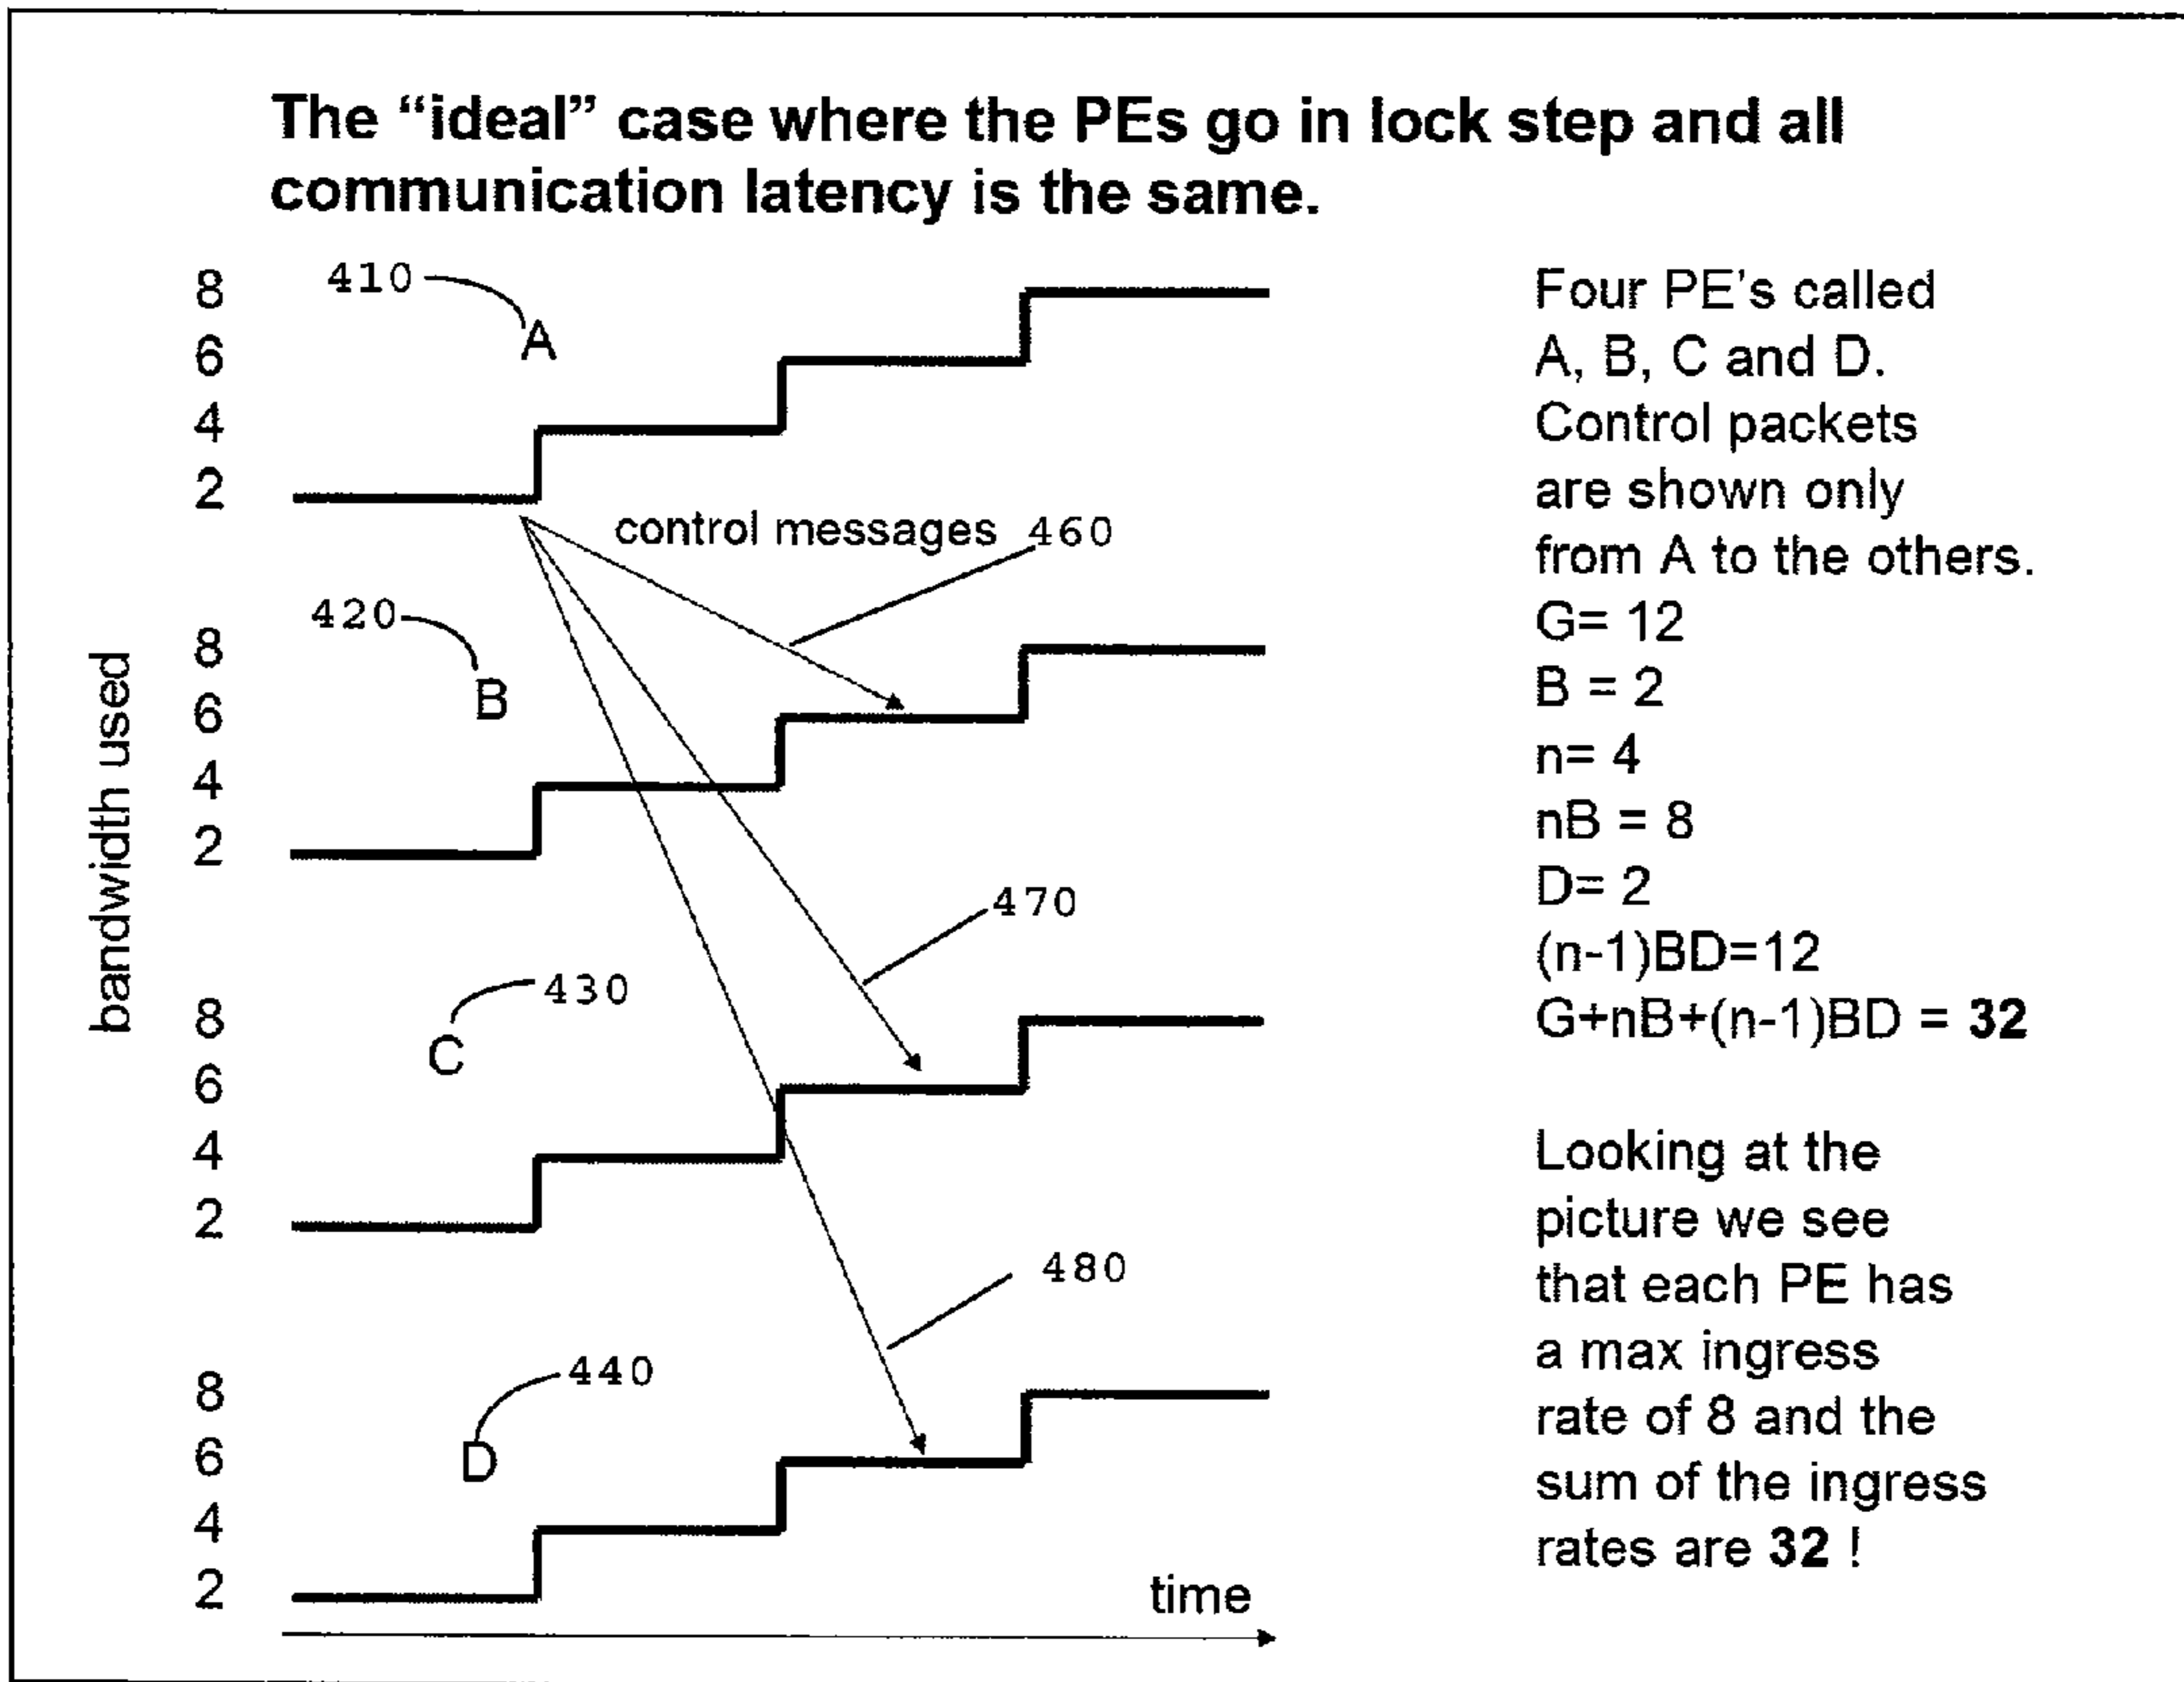 The “ideal” case where the PEs go in lock step and all
communication latency is the same.
bandwidth used
8
6
4
2
410
A
control messages 460
8
6
4
2
420
B
470
8
6
4
2
430
C
480
8
6
4
2
440
D
time
Four PE's called
A, B, C and D.
Control packets
are shown only
from A to the others.
G= 12
B = 2
n= 4
nB = 8
D= 2
(n-1)BD=12
G+nB+(n-1)BD = 32
Looking at the
picture we see
that each PE has
a max ingress
rate of 8 and the
sum of the ingress
rates are 32 !